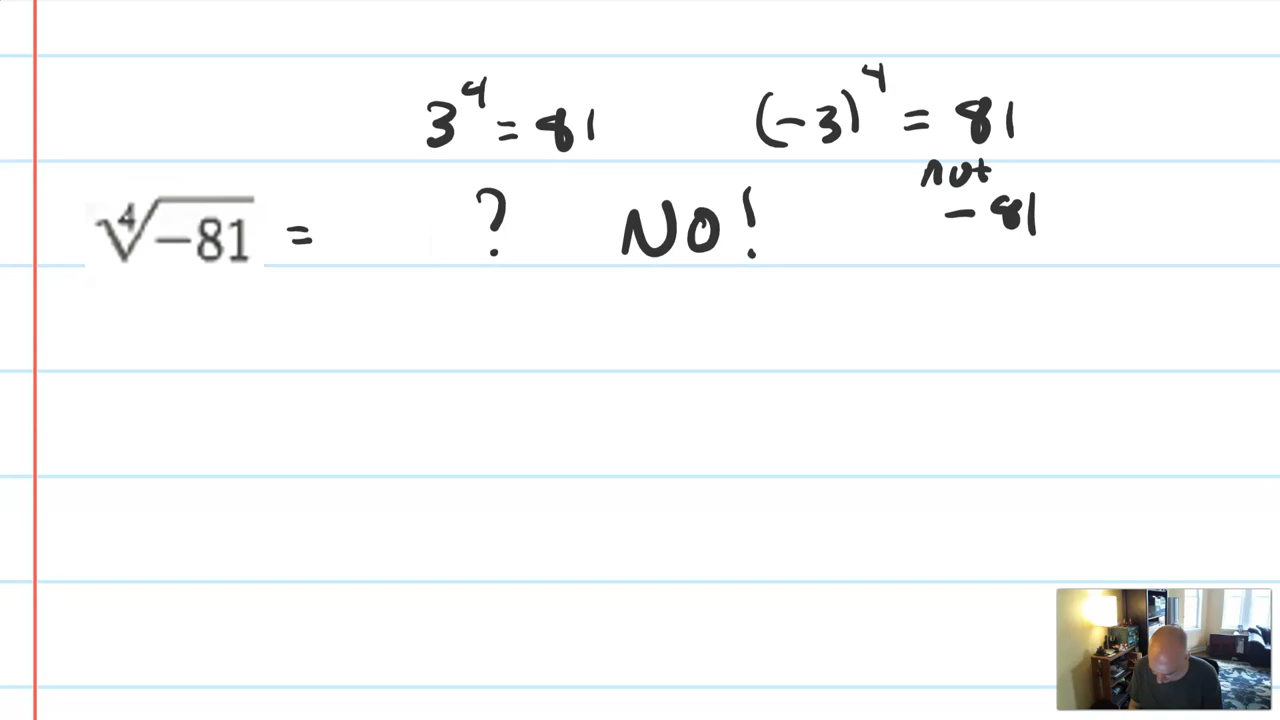 3⁴ = 81 (-3)⁴ = 81
not
∜-81 = ? NO! -81